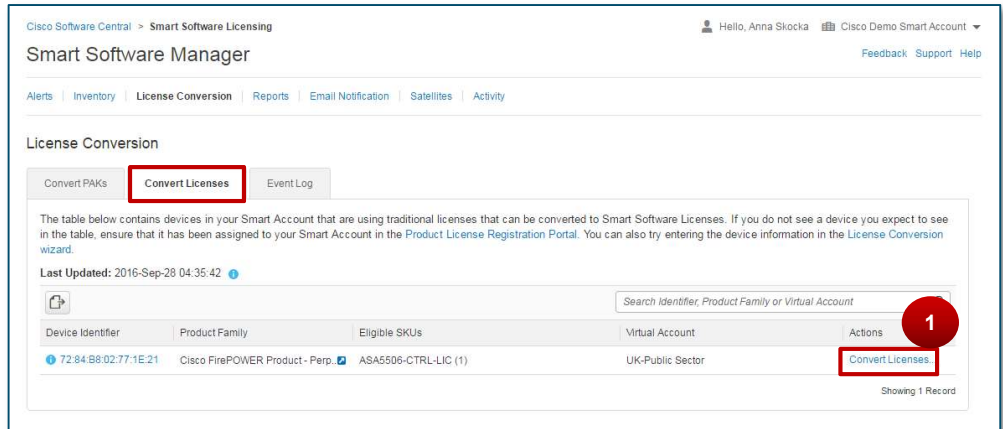 Cisco Software Central > Smart Software Licensing
Hello, Anna Skocka Cisco Demo Smart Account
Smart Software Manager
Feedback Support Help
Alerts Inventory License Conversion Reports Email Notification Satellites Activity
License Conversion
Convert PAKs Convert Licenses Event Log
The table below contains devices in your Smart Account that are using traditional licenses that can be converted to Smart Software Licenses. If you do not see a device you expect to see
in the table, ensure that it has been assigned to your Smart Account in the Product License Registration Portal. You can also try entering the device information in the License Conversion
wizard.
Last Updated: 2016-Sep-28 04:35:42
Search Identifier, Product Family or Virtual Account
1
Device Identifier Product Family Eligible SKUs Virtual Account Actions
72:84:B8:02:77:1E:21 Cisco FirePOWER Product - Perp.. ASA5506-CTRL-LIC (1) UK-Public Sector Convert Licenses..
Showing 1 Record